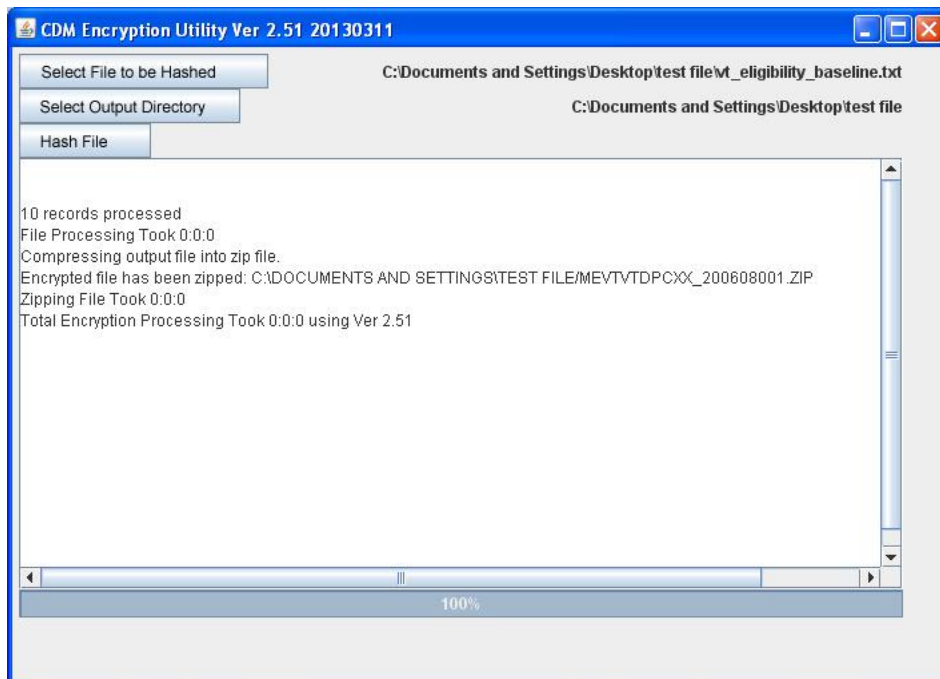 CDM Encryption Utility Ver 2.51 20130311
Select File to be Hashed C:\Documents and Settings\Desktop\test file\vt_eligibility_baseline.txt
Select Output Directory C:\Documents and Settings\Desktop\test file
Hash File
10 records processed
File Processing Took 0:0:0
Compressing output file into zip file.
Encrypted file has been zipped: C:\DOCUMENTS AND SETTINGS\TEST FILE/MEVTVTDPCXX_200608001.ZIP
Zipping File Took 0:0:0
Total Encryption Processing Took 0:0:0 using Ver 2.51
100%